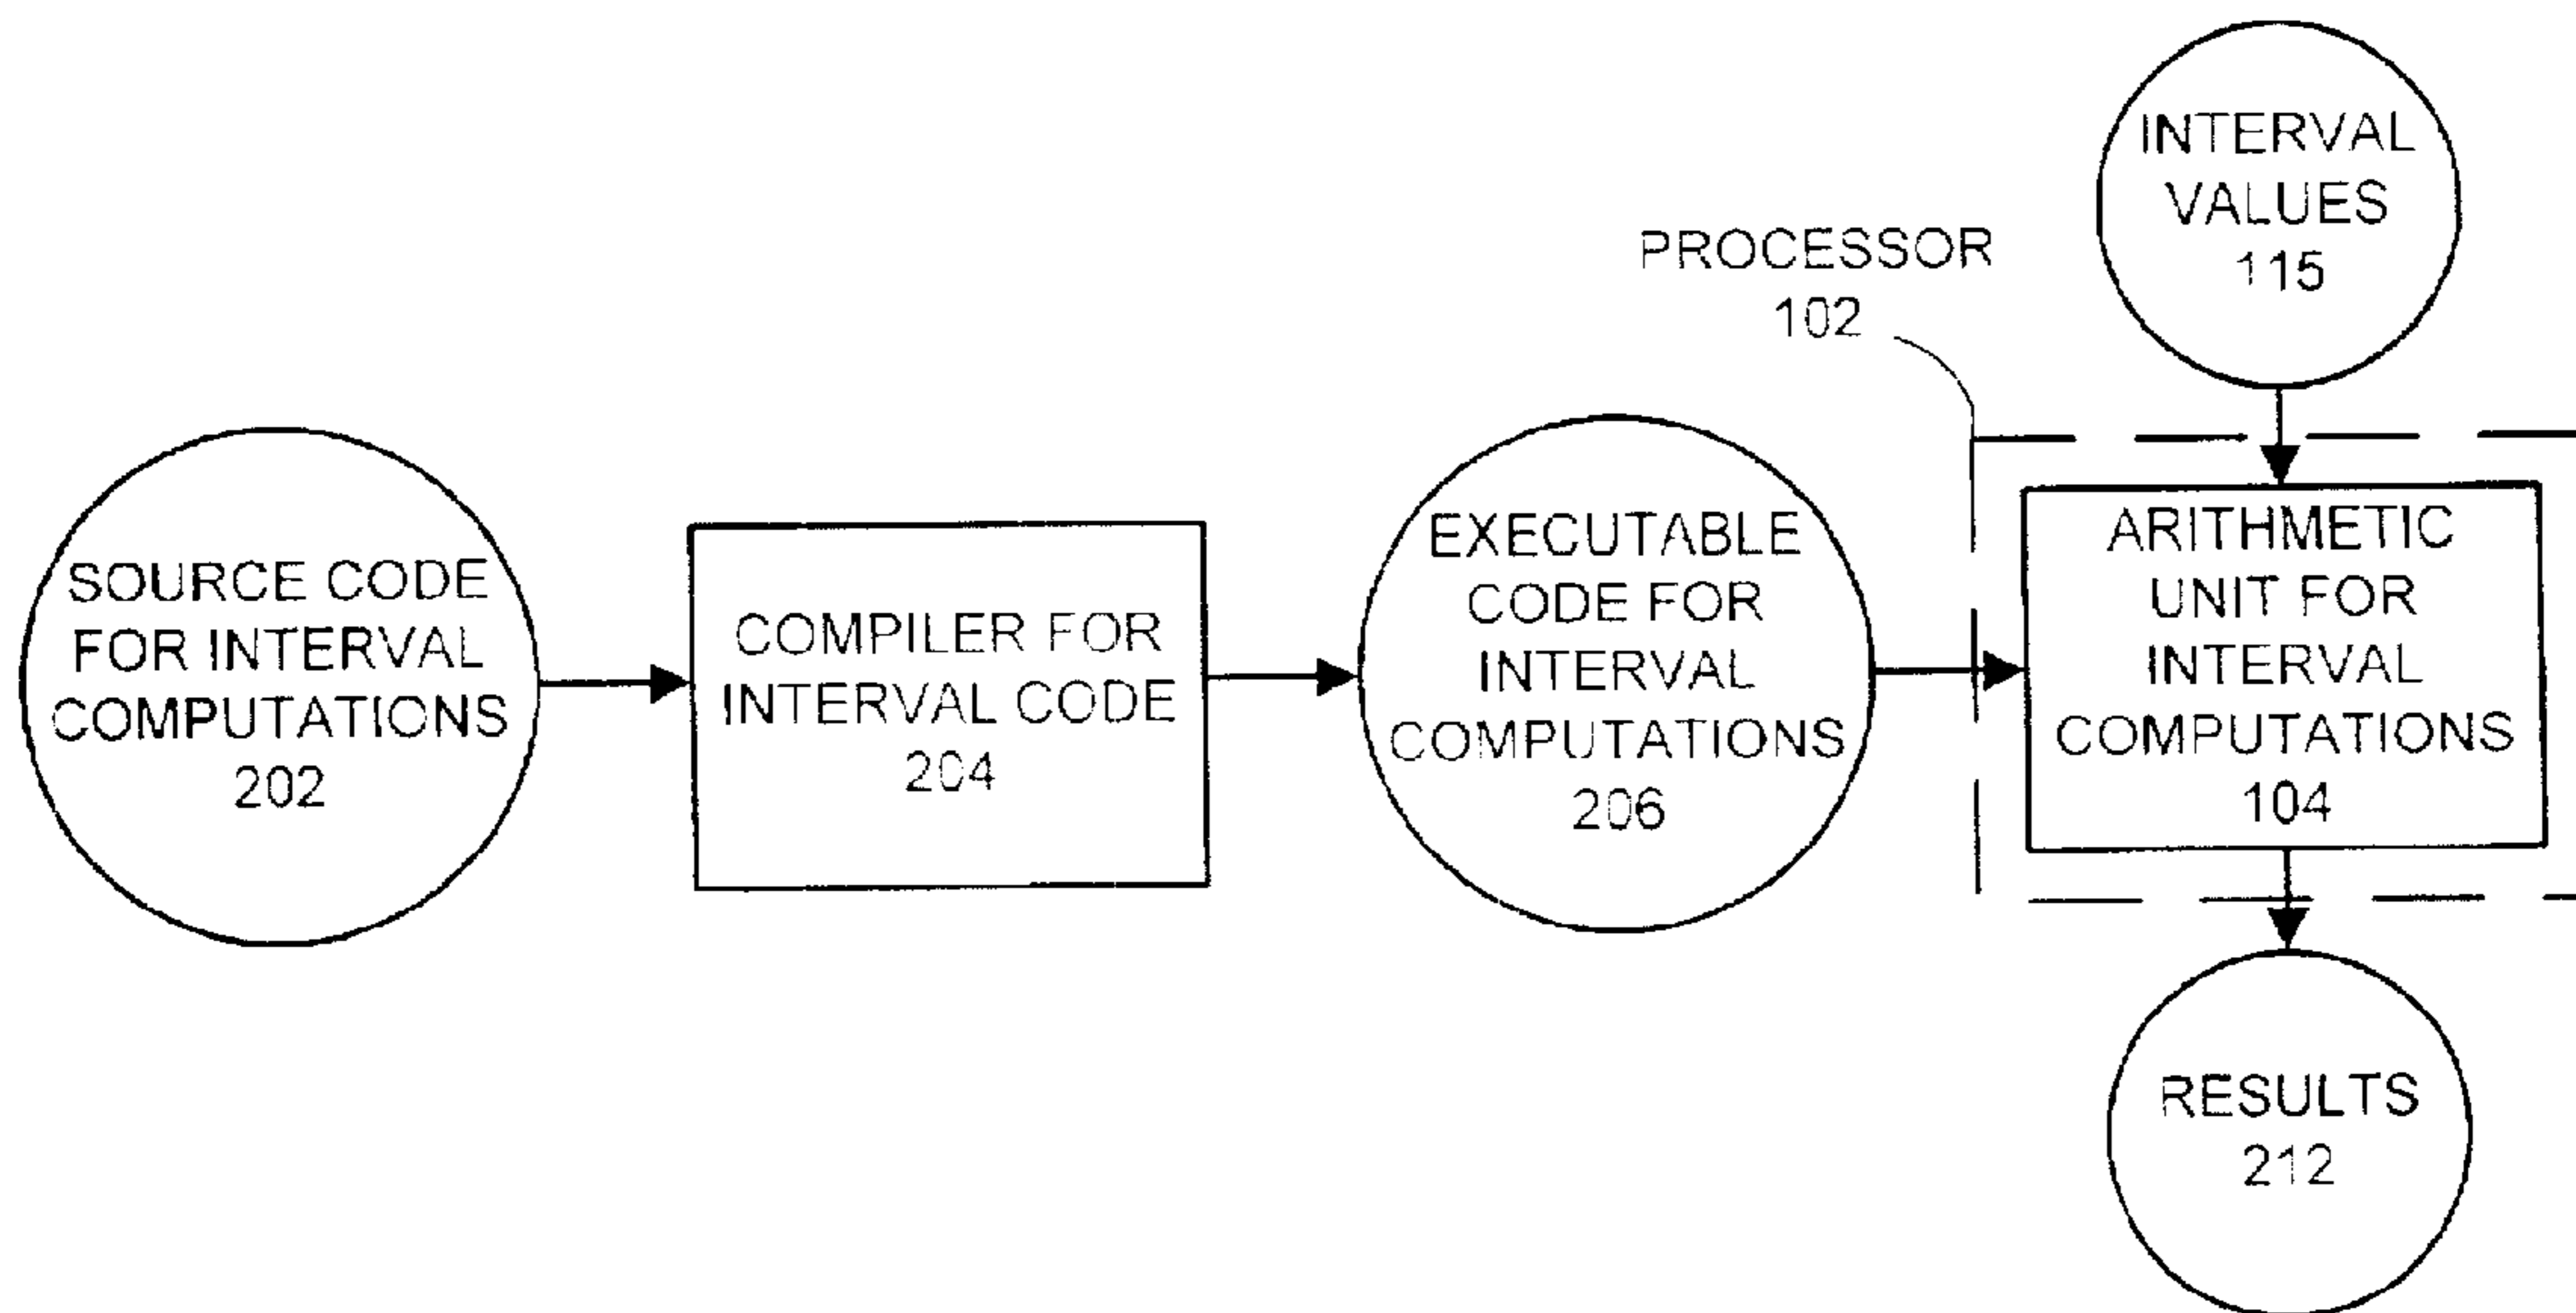 SOURCE CODE
FOR INTERVAL
COMPUTATIONS
202
COMPILER FOR
INTERVAL CODE
204
EXECUTABLE
CODE FOR
INTERVAL
COMPUTATIONS
206
PROCESSOR
102
INTERVAL
VALUES
115
ARITHMETIC
UNIT FOR
INTERVAL
COMPUTATIONS
104
RESULTS
212